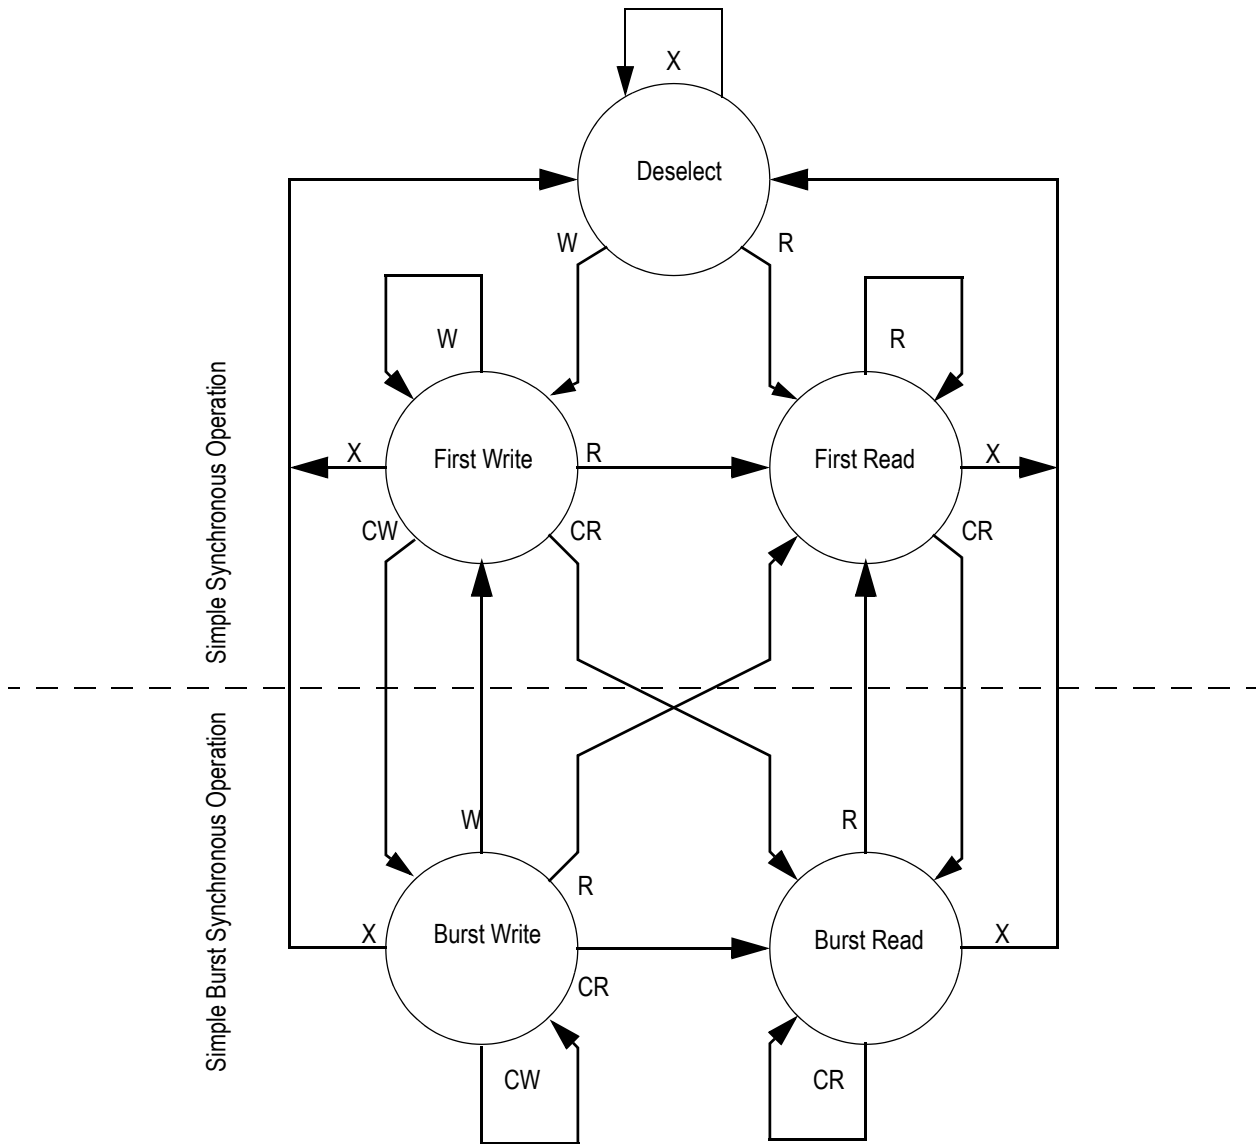 X
Deselect
W
R
W
R
Simple Synchronous Operation
X
First Write
R
First Read
X
CW
CR
CR
W
R
Simple Burst Synchronous Operation
R
X
Burst Write
Burst Read
X
CR
CW
CR